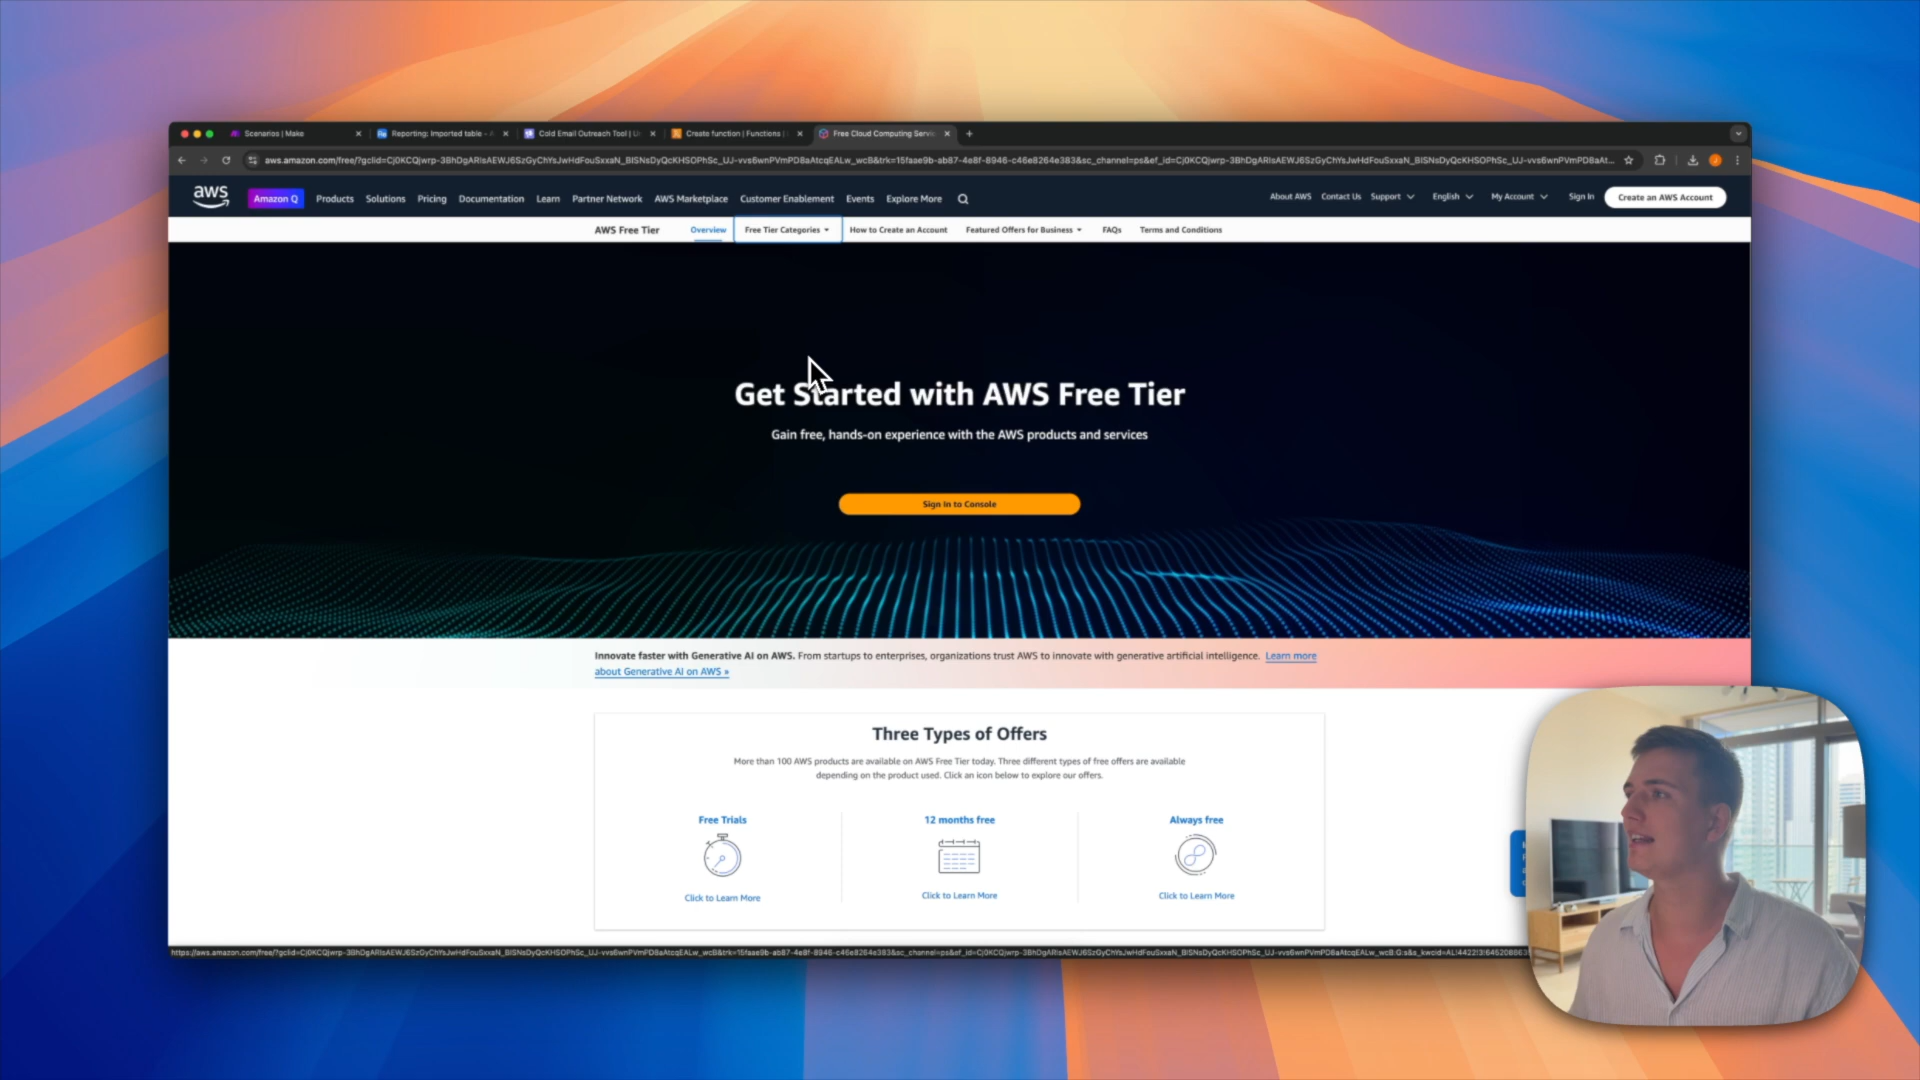 Scenarios | Make
Reporting: Imported table - A
Cold Email Outreach Tool | U
Create function | Functions |
Free Cloud Computing Servi
aws
Amazon Q
Products
Solutions
Pricing
Documentation
Learn
Partner Network
AWS Marketplace
Customer Enablement
Events
Explore More
About AWS
Contact Us
Support
English
My Account
Sign In
Create an AWS Account
AWS Free Tier
Overview
Free Tier Categories
How to Create an Account
Featured Offers for Business
FAQs
Terms and Conditions
Get Started with AWS Free Tier
Gain free, hands-on experience with the AWS products and services
Sign In to Console
Innovate faster with Generative AI on AWS. From startups to enterprises, organizations trust AWS to innovate with generative artificial intelligence. Learn more
about Generative AI on AWS »
Three Types of Offers
More than 100 AWS products are available on AWS Free Tier today. Three different types of free offers are available
depending on the product used. Click an icon below to explore our offers.
Free Trials
12 months free
Always free
Click to Learn More
Click to Learn More
Click to Learn More